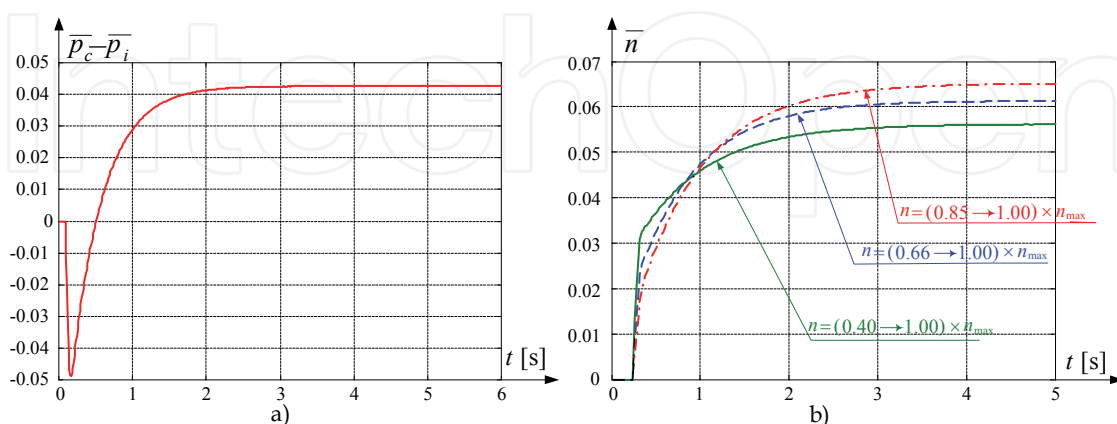 IntechOpen
p̅c̅–p̅i̅
0.05
0.04
0.03
0.02
0.01
0
-0.01
-0.02
-0.03
-0.04
-0.05
0 1 2 3 4 5 6
t [s]
a)
n̅
0.07
0.06
0.05
0.04
0.03
0.02
0.01
0
0 1 2 3 4 5
t [s]
n=(0.85→1.00)×nmax
n=(0.66→1.00)×nmax
n=(0.40→1.00)×nmax
b)